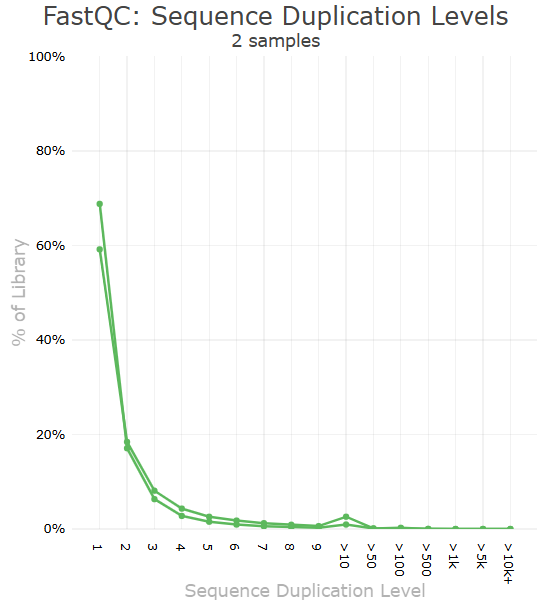 FastQC: Sequence Duplication Levels
2 samples
100%
80%
60%
40%
20%
0%
% of Library
1
2
3
4
5
6
7
8
9
>10
>50
>100
>500
>1k
>5k
>10k+
Sequence Duplication Level